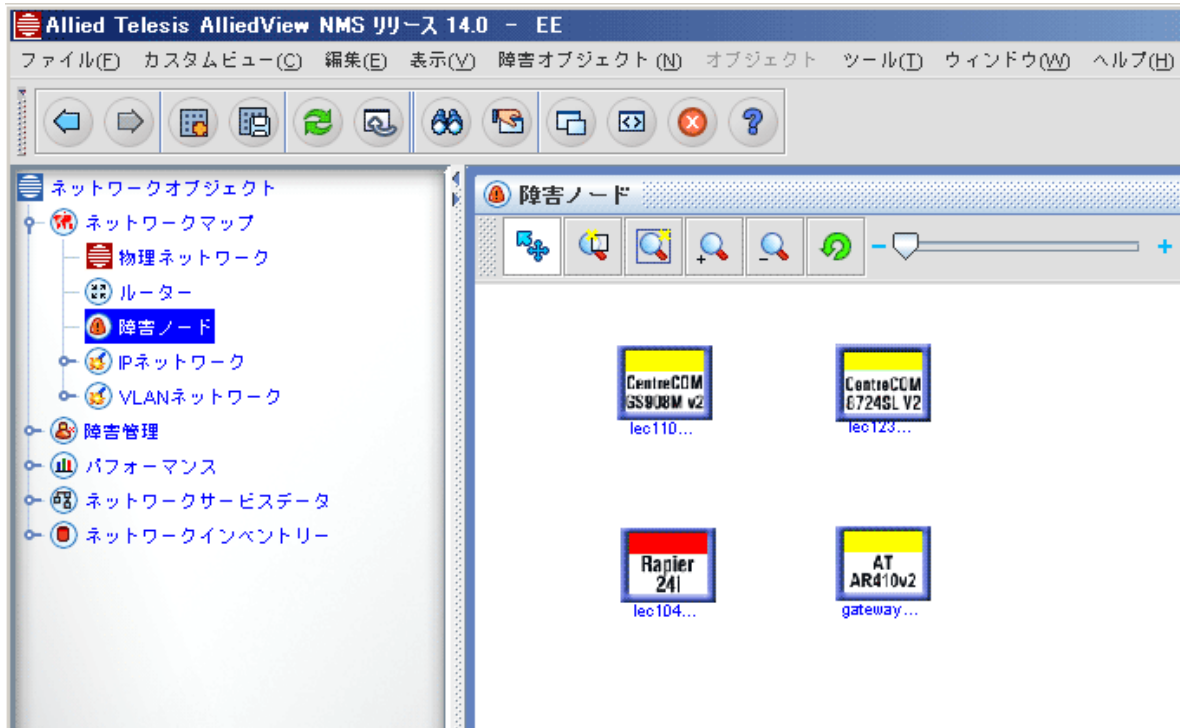 Allied Telesis AlliedView NMS リリース 14.0 - EE
ファイル(F) カスタムビュー(C) 編集(E) 表示(V) 障害オブジェクト (N) オブジェクト ツール(T) ウィンドウ(W) ヘルプ(H)
ネットワークオブジェクト
ネットワークマップ
物理ネットワーク
ルーター
障害ノード
IPネットワーク
VLANネットワーク
障害管理
パフォーマンス
ネットワークサービスデータ
ネットワークインベントリー
障害ノード
CentreCOM
GS908M v2
lec110...
CentreCOM
8724SL V2
lec123...
Rapier
24i
lec104...
AT
AR410v2
gateway...